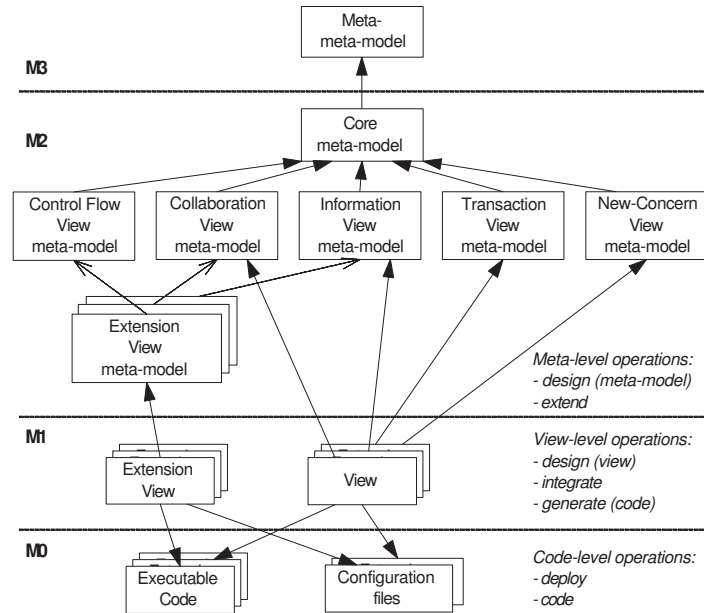 Meta-
meta-model
M3
M2
Core
meta-model
Control Flow
View
meta-model
Collaboration
View
meta-model
Information
View
meta-model
Transaction
View
meta-model
New-Concern
View
meta-model
Extension
View
meta-model
Meta-level operations:
- design (meta-model)
- extend
M1
Extension
View
View
View-level operations:
- design (view)
- integrate
- generate (code)
M0
Executable
Code
Configuration
files
Code-level operations:
- deploy
- code